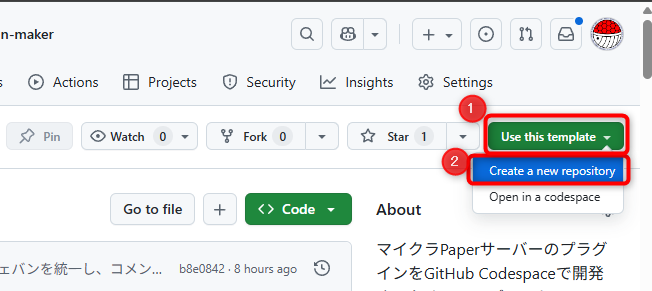 n-maker
s
Actions
Projects
Security
Insights
Settings
1
Pin
Watch 0
Fork 0
Star 1
Use this template
2
Create a new repository
Open in a codespace
Go to file
Code
About
ェバンを統一し、コメン... b8e0842 · 8 hours ago
マイクラPaperサーバーのプラグ
インをGitHub Codespaceで開発